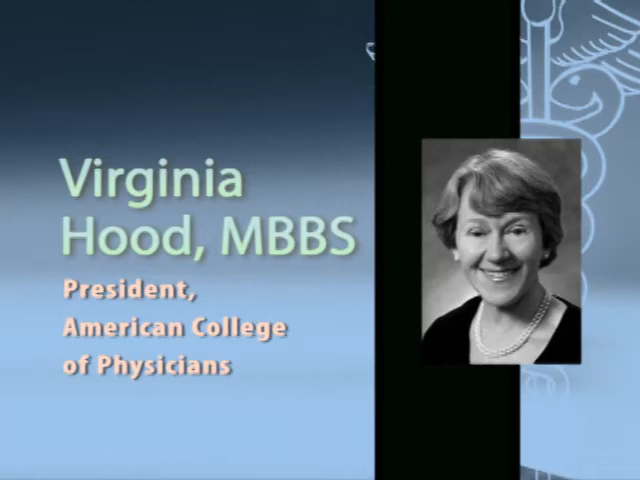 Virginia
Hood, MBBS
President,
American College
of Physicians